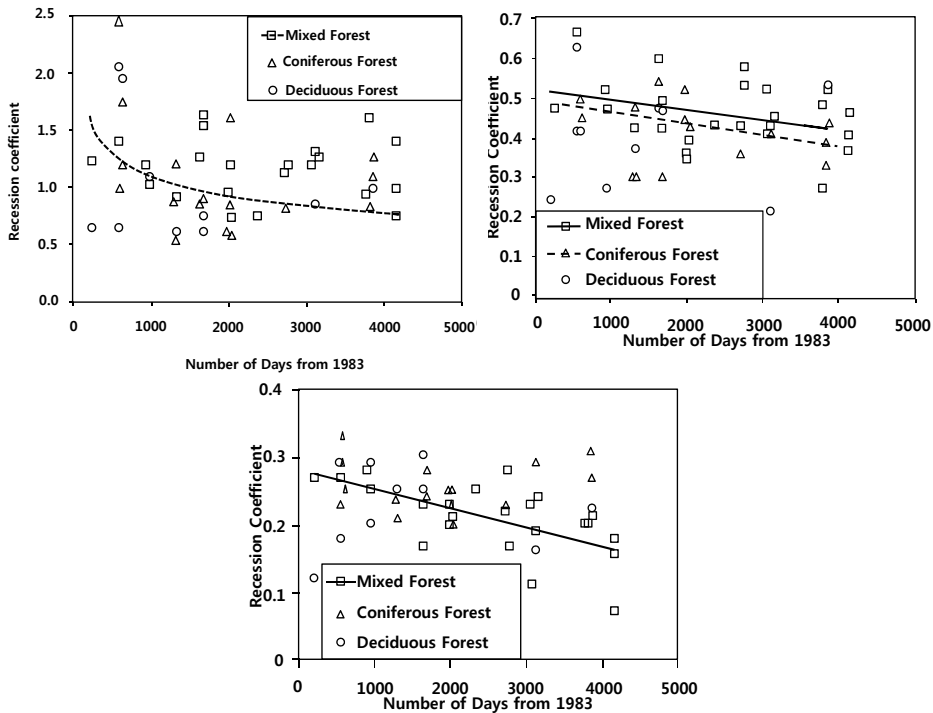 2.5
2.0
1.5
1.0
0.5
0.0
Recession coefficient
Mixed Forest
Coniferous Forest
Deciduous Forest
0 1000 2000 3000 4000 5000
Number of Days from 1983
0.7
0.6
0.5
0.4
0.3
0.2
0.1
0
Recession Coefficient
Mixed Forest
Coniferous Forest
Deciduous Forest
0 1000 2000 3000 4000 5000
Number of Days from 1983
0.4
0.3
0.2
0.1
0
Recession Coefficient
Mixed Forest
Coniferous Forest
Deciduous Forest
0 1000 2000 3000 4000 5000
Number of Days from 1983